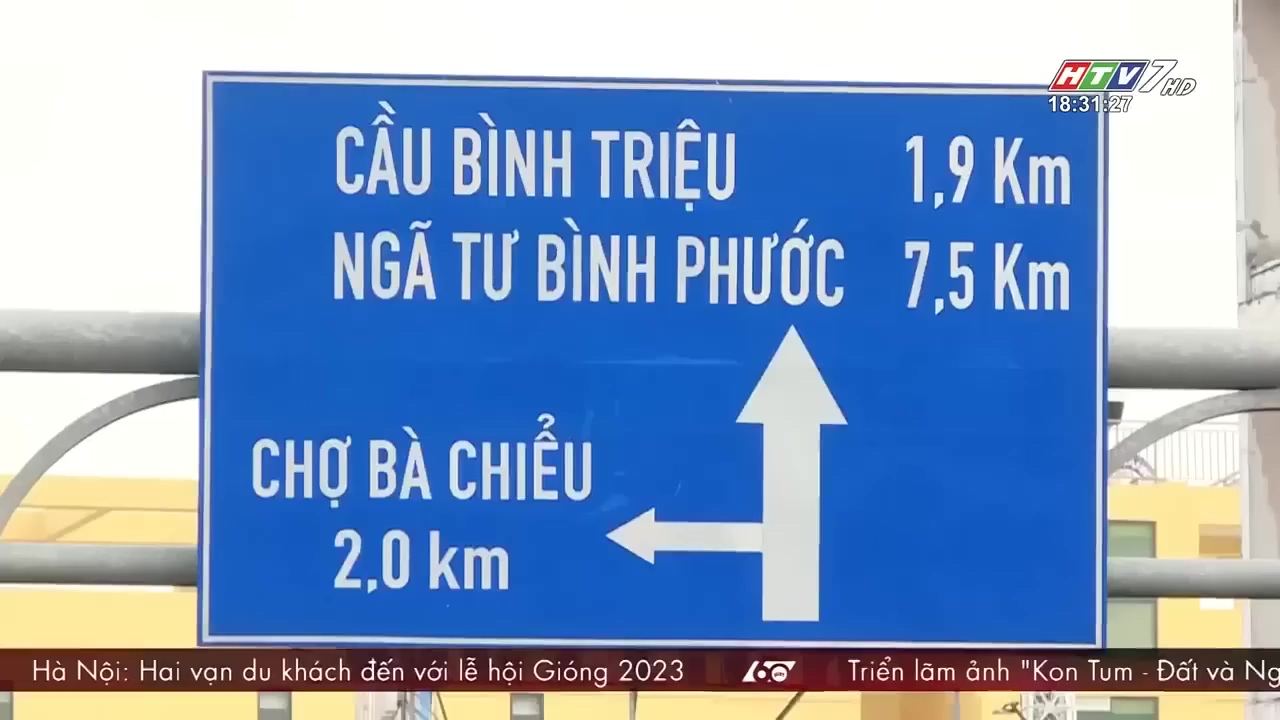 HTV7 HD
18:31:27
CẦU BÌNH TRIỆU 1,9 Km
NGÃ TƯ BÌNH PHƯỚC 7,5 Km
CHỢ BÀ CHIỂU
2,0 km
Hà Nội: Hai vạn du khách đến với lễ hội Gióng 2023 60 Triển lãm ảnh "Kon Tum - Đất và